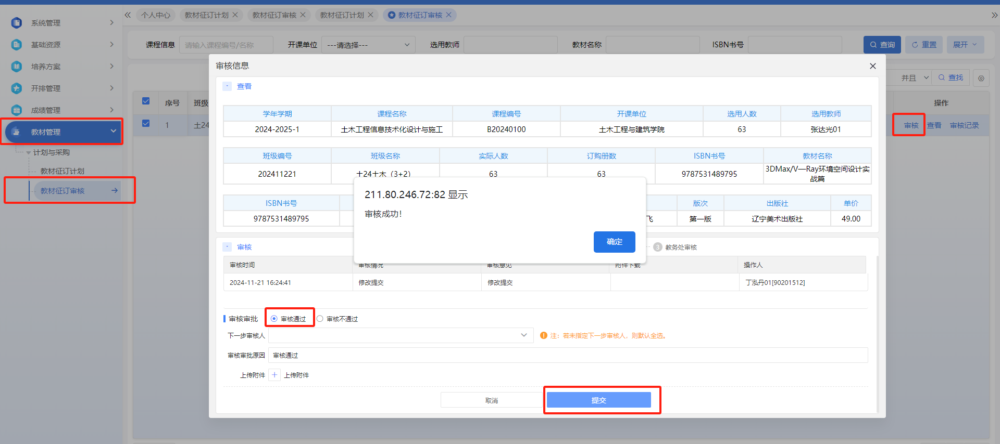 系统管理
基础资源
培养方案
开排管理
成绩管理
教材管理
计划与采购
教材征订计划
教材征订审核
个人中心 教材征订计划 教材征订审核 教材征订计划 教材征订审核
课程信息 请输入课程编号/名称 开课单位 ---请选择--- 选用教师 教材名称 ISBN书号 查询 重置 展开
并且 查找
序号 班级 操作
1 土24 审核 查看 审核记录
审核信息
查看
学年学期 课程名称 课程编号 开课单位 选用人数 选用教师
2024-2025-1 土木工程信息技术化设计与施工 B20240100 土木工程与建筑学院 63 张达光01
班级编号 班级名称 实际人数 订购册数 ISBN书号 教材名称
202411221 土24土木（3+2） 63 63 9787531489795 3DMax/V—Ray环境空间设计实
战篇
ISBN书号 版次 出版社 单价
9787531489795 飞 第一版 辽宁美术出版社 49.00
211.80.246.72:82 显示
审核成功！
确定
审核 3 教务处审核
审核时间 审核情况 审核意见 附件下载 操作人
2024-11-21 16:24:41 修改提交 修改提交 丁泓丹01[90201512]
审核审批 审核通过 审核不通过
下一步审核人 注：若未指定下一步审核人，则默认全选。
审核审批原因 审核通过
上传附件 上传附件
取消 提交